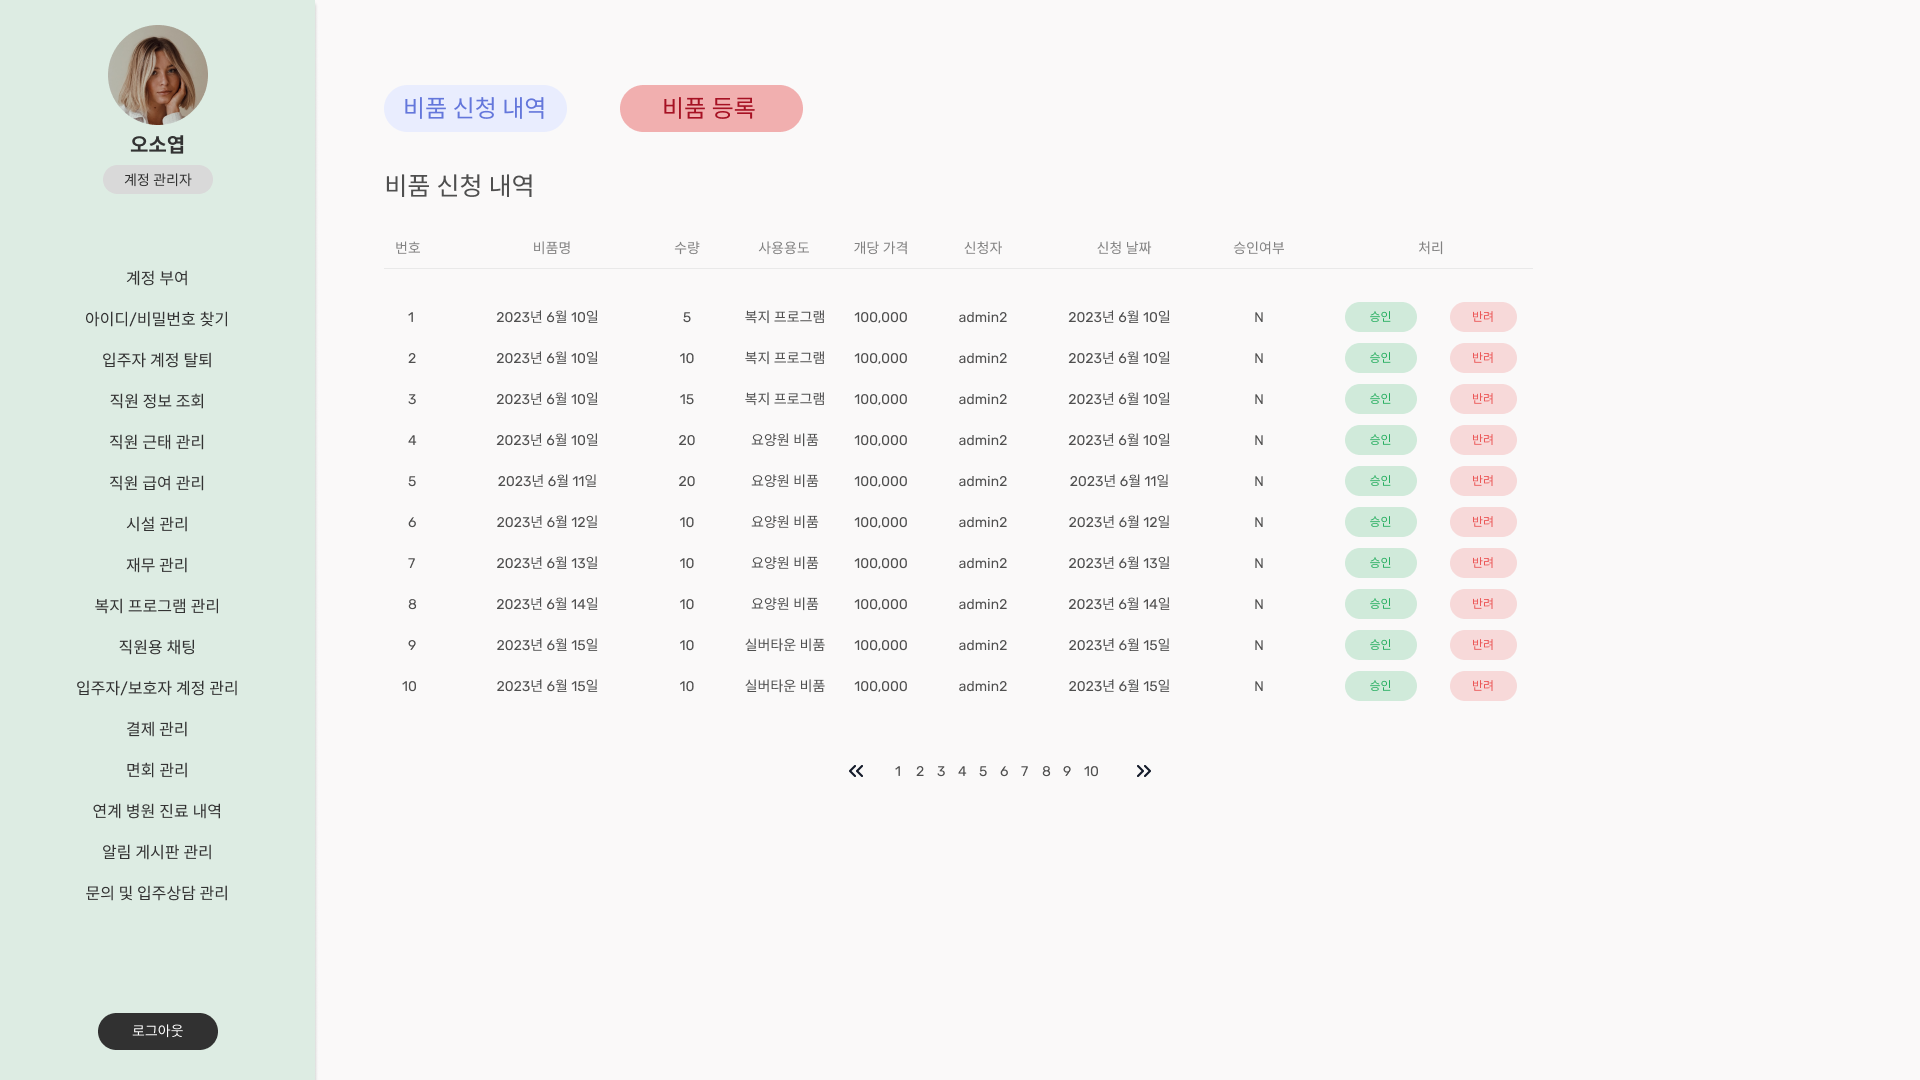 오소엽
계정 관리자
계정 부여
아이디/비밀번호 찾기
입주자 계정 탈퇴
직원 정보 조회
직원 근태 관리
직원 급여 관리
시설 관리
재무 관리
복지 프로그램 관리
직원용 채팅
입주자/보호자 계정 관리
결제 관리
면회 관리
연계 병원 진료 내역
알림 게시판 관리
문의 및 입주상담 관리
로그아웃
비품 신청 내역 비품 등록
비품 신청 내역
번호 비품명 수량 사용용도 개당 가격 신청자 신청 날짜 승인여부 처리
1 2023년 6월 10일 5 복지 프로그램 100,000 admin2 2023년 6월 10일 N 승인 반려
2 2023년 6월 10일 10 복지 프로그램 100,000 admin2 2023년 6월 10일 N 승인 반려
3 2023년 6월 10일 15 복지 프로그램 100,000 admin2 2023년 6월 10일 N 승인 반려
4 2023년 6월 10일 20 요양원 비품 100,000 admin2 2023년 6월 10일 N 승인 반려
5 2023년 6월 11일 20 요양원 비품 100,000 admin2 2023년 6월 11일 N 승인 반려
6 2023년 6월 12일 10 요양원 비품 100,000 admin2 2023년 6월 12일 N 승인 반려
7 2023년 6월 13일 10 요양원 비품 100,000 admin2 2023년 6월 13일 N 승인 반려
8 2023년 6월 14일 10 요양원 비품 100,000 admin2 2023년 6월 14일 N 승인 반려
9 2023년 6월 15일 10 실버타운 비품 100,000 admin2 2023년 6월 15일 N 승인 반려
10 2023년 6월 15일 10 실버타운 비품 100,000 admin2 2023년 6월 15일 N 승인 반려
1 2 3 4 5 6 7 8 9 10